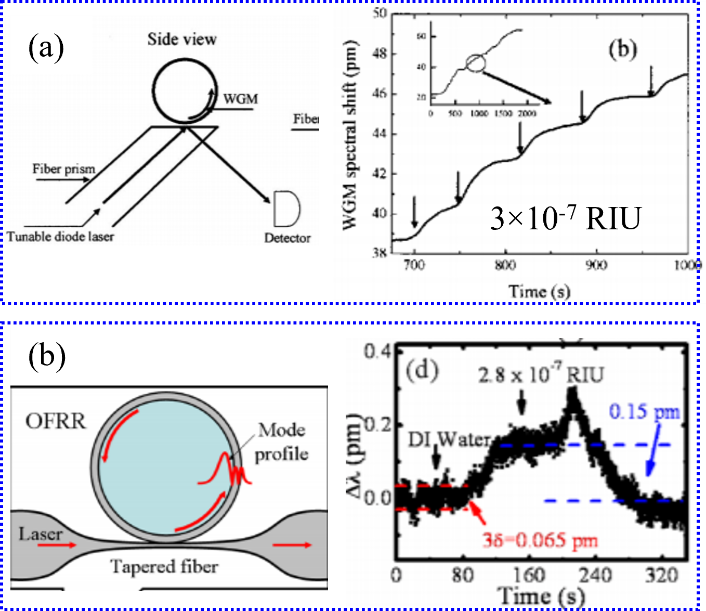 (a)
Side view
WGM
Fiber prism
Tunable diode laser
Detector
Fiber
(b)
WGM spectral shift (pm)
50
48
46
44
42
40
38
60
40
20
0 500 1000 1500 2000
3×10-7 RIU
700 800 900 1000
Time (s)
(b)
OFRR
Mode
profile
Laser
Tapered fiber
(d)
Δλ (pm)
0.4
0.2
0.0
2.8 x 10-7 RIU
0.15 pm
DI Water
3δ=0.065 pm
0 80 160 240 320
Time (s)